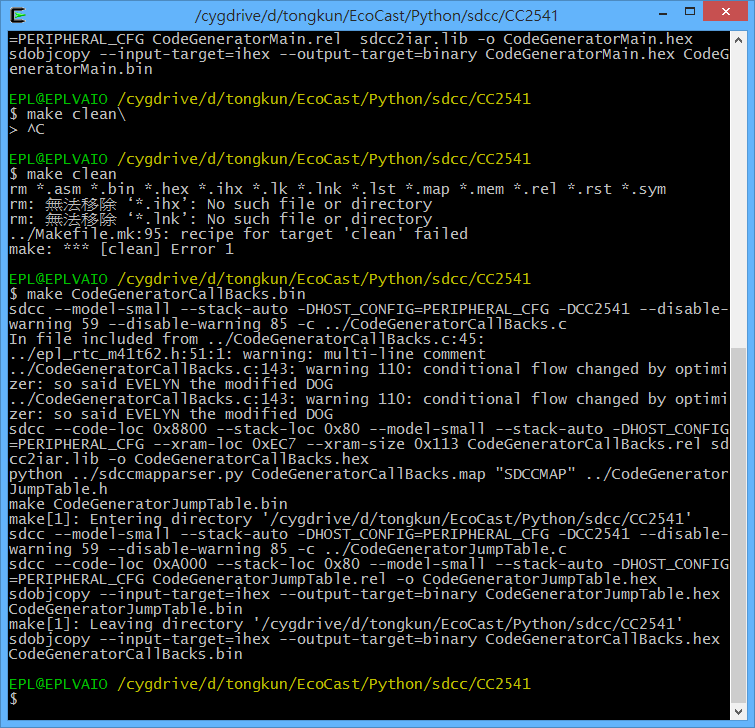 /cygdrive/d/tongkun/EcoCast/Python/sdcc/CC2541
=PERIPHERAL_CFG CodeGeneratorMain.rel  sdcc2iar.lib -o CodeGeneratorMain.hex
sdobjcopy --input-target=ihex --output-target=binary CodeGeneratorMain.hex CodeG
eneratorMain.bin
EPL@EPLVAIO /cygdrive/d/tongkun/EcoCast/Python/sdcc/CC2541
$ make clean\
> ^C
EPL@EPLVAIO /cygdrive/d/tongkun/EcoCast/Python/sdcc/CC2541
$ make clean
rm *.asm *.bin *.hex *.ihx *.lk *.lnk *.lst *.map *.mem *.rel *.rst *.sym
rm: 無法移除 ‘*.ihx’: No such file or directory
rm: 無法移除 ‘*.lnk’: No such file or directory
../Makefile.mk:95: recipe for target 'clean' failed
make: *** [clean] Error 1
EPL@EPLVAIO /cygdrive/d/tongkun/EcoCast/Python/sdcc/CC2541
$ make CodeGeneratorCallBacks.bin
sdcc --model-small --stack-auto -DHOST_CONFIG=PERIPHERAL_CFG -DCC2541 --disable-
warning 59 --disable-warning 85 -c ../CodeGeneratorCallBacks.c
In file included from ../CodeGeneratorCallBacks.c:45:
../epl_rtc_m41t62.h:51:1: warning: multi-line comment
../CodeGeneratorCallBacks.c:143: warning 110: conditional flow changed by optimi
zer: so said EVELYN the modified DOG
../CodeGeneratorCallBacks.c:143: warning 110: conditional flow changed by optimi
zer: so said EVELYN the modified DOG
sdcc --code-loc 0x8800 --stack-loc 0x80 --model-small --stack-auto -DHOST_CONFIG
=PERIPHERAL_CFG --xram-loc 0xEC7 --xram-size 0x113 CodeGeneratorCallBacks.rel sd
cc2iar.lib -o CodeGeneratorCallBacks.hex
python ../sdccmapparser.py CodeGeneratorCallBacks.map "SDCCMAP" ../CodeGenerator
JumpTable.h
make CodeGeneratorJumpTable.bin
make[1]: Entering directory '/cygdrive/d/tongkun/EcoCast/Python/sdcc/CC2541'
sdcc --model-small --stack-auto -DHOST_CONFIG=PERIPHERAL_CFG -DCC2541 --disable-
warning 59 --disable-warning 85 -c ../CodeGeneratorJumpTable.c
sdcc --code-loc 0xA000 --stack-loc 0x80 --model-small --stack-auto -DHOST_CONFIG
=PERIPHERAL_CFG CodeGeneratorJumpTable.rel -o CodeGeneratorJumpTable.hex
sdobjcopy --input-target=ihex --output-target=binary CodeGeneratorJumpTable.hex
CodeGeneratorJumpTable.bin
make[1]: Leaving directory '/cygdrive/d/tongkun/EcoCast/Python/sdcc/CC2541'
sdobjcopy --input-target=ihex --output-target=binary CodeGeneratorCallBacks.hex
CodeGeneratorCallBacks.bin
EPL@EPLVAIO /cygdrive/d/tongkun/EcoCast/Python/sdcc/CC2541
$